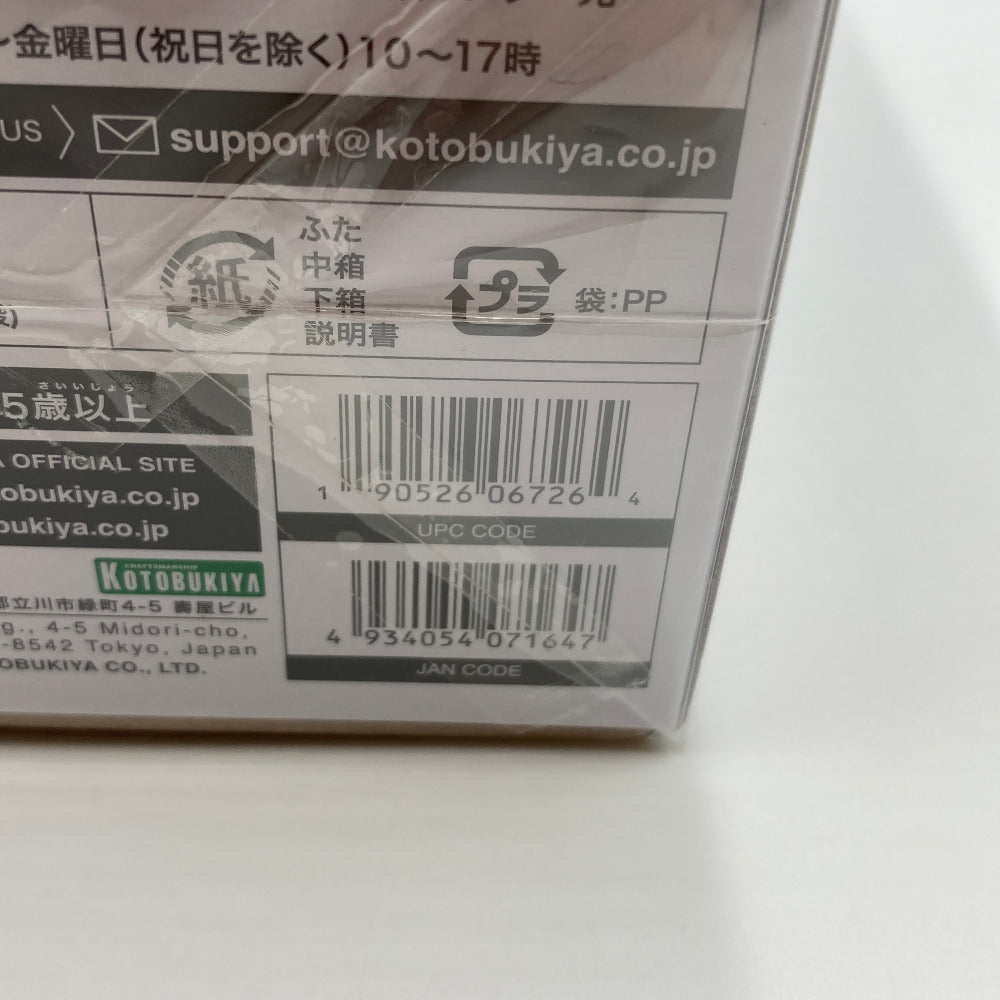 ～金曜日(祝日を除く)10～17時
US support@kotobukiya.co.jp
紙
ふた
中箱
下箱
説明書
プラ
袋:PP
さいいじょう
5歳以上
OFFICIAL SITE
obukiya.co.jp
bukiya.co.jp
CRAFTSMANSHIP
KOTOBUKIYA
立川市緑町4-5 壽屋ビル
g., 4-5 Midori-cho,
-8542 Tokyo, Japan
OBUKIYA CO., LTD.
1 90526 06726 4
UPC CODE
4 934054 071647
JAN CODE